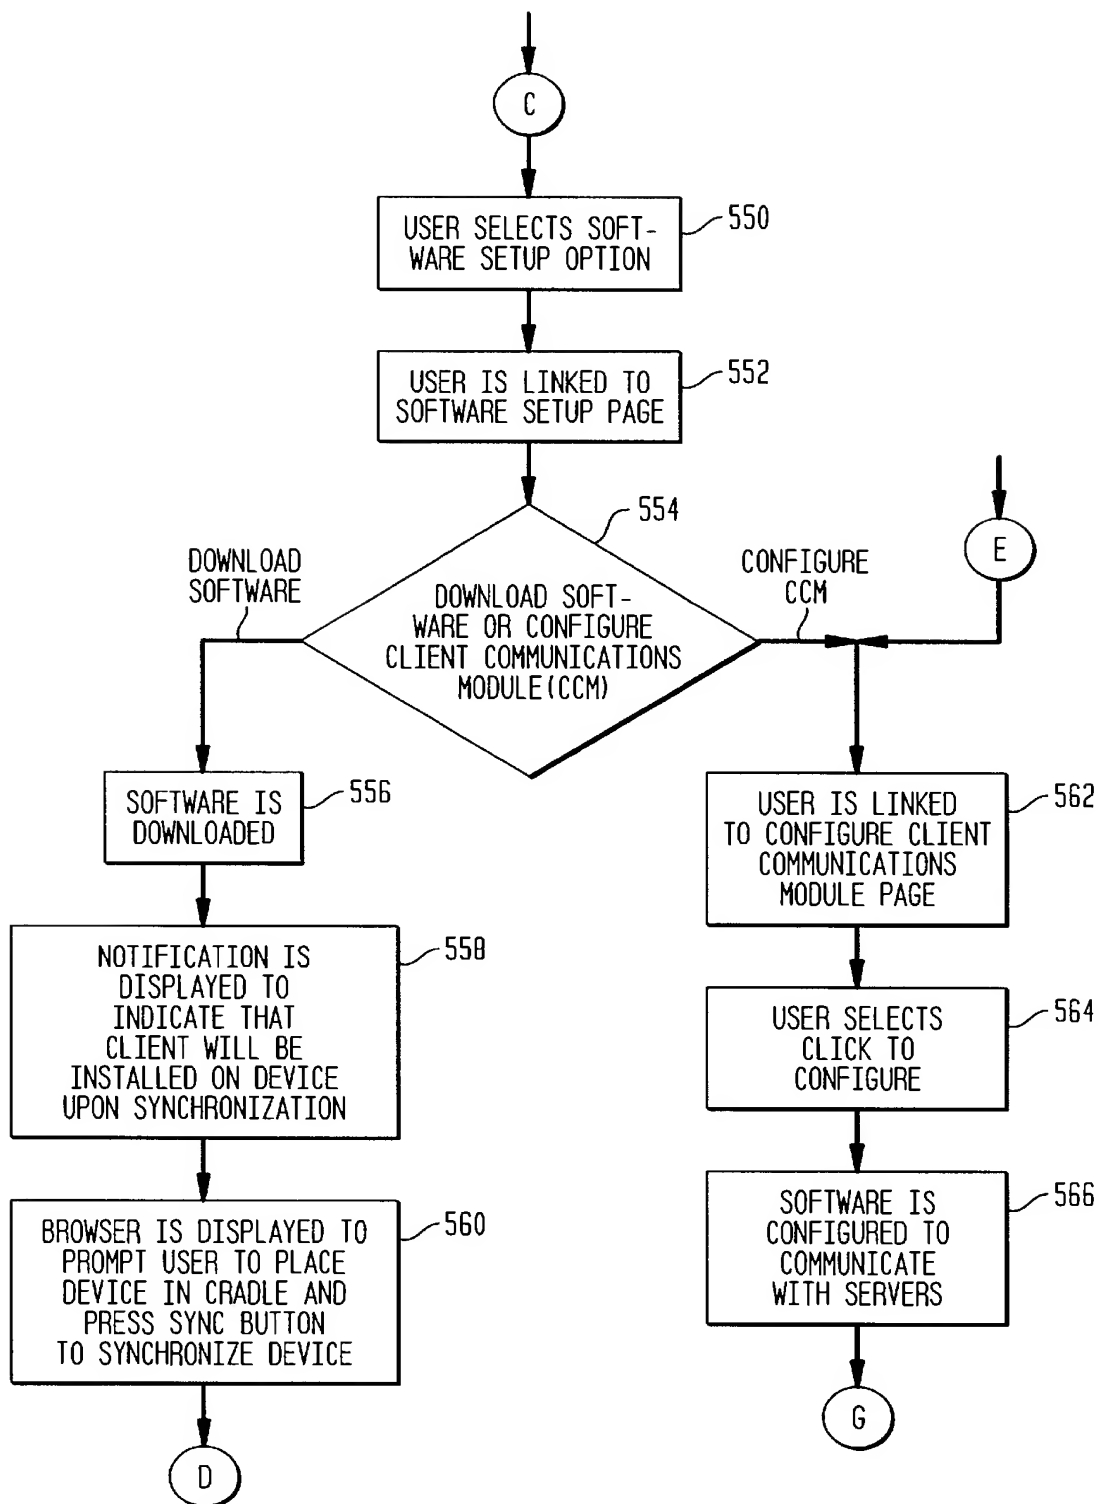 C
USER SELECTS SOFT-
WARE SETUP OPTION
550
USER IS LINKED TO
SOFTWARE SETUP PAGE
552
554
E
DOWNLOAD
SOFTWARE
DOWNLOAD SOFT-
WARE OR CONFIGURE
CLIENT COMMUNICATIONS
MODULE(CCM)
CONFIGURE
CCM
SOFTWARE IS
DOWNLOADED
556
NOTIFICATION IS
DISPLAYED TO
INDICATE THAT
CLIENT WILL BE
INSTALLED ON DEVICE
UPON SYNCHRONIZATION
558
BROWSER IS DISPLAYED TO
PROMPT USER TO PLACE
DEVICE IN CRADLE AND
PRESS SYNC BUTTON
TO SYNCHRONIZE DEVICE
560
D
USER IS LINKED
TO CONFIGURE CLIENT
COMMUNICATIONS
MODULE PAGE
562
USER SELECTS
CLICK TO
CONFIGURE
564
SOFTWARE IS
CONFIGURED TO
COMMUNICATE
WITH SERVERS
566
G